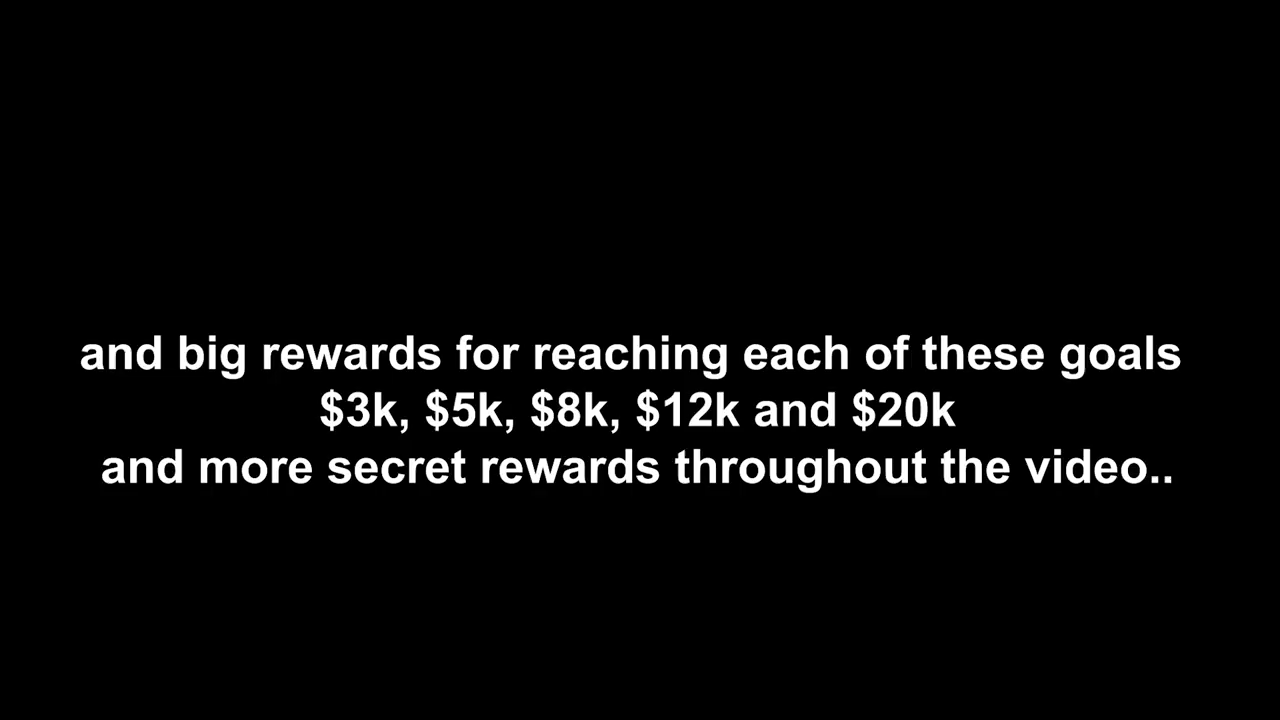 and big rewards for reaching each of these goals
$3k, $5k, $8k, $12k and $20k
and more secret rewards throughout the video..